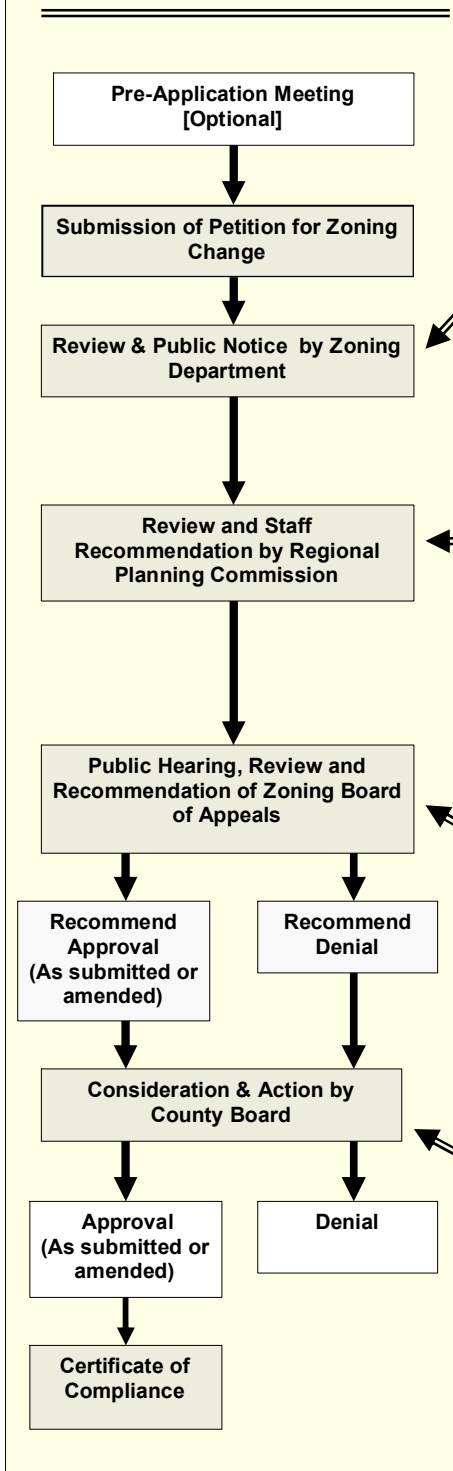 Pre-Application Meeting
[Optional]
Submission of Petition for Zoning
Change
Review & Public Notice by Zoning
Department
Review and Staff
Recommendation by Regional
Planning Commission
Public Hearing, Review and
Recommendation of Zoning Board
of Appeals
Recommend
Approval
(As submitted or
amended)
Recommend
Denial
Consideration & Action by
County Board
Approval
(As submitted or
amended)
Denial
Certificate of
Compliance